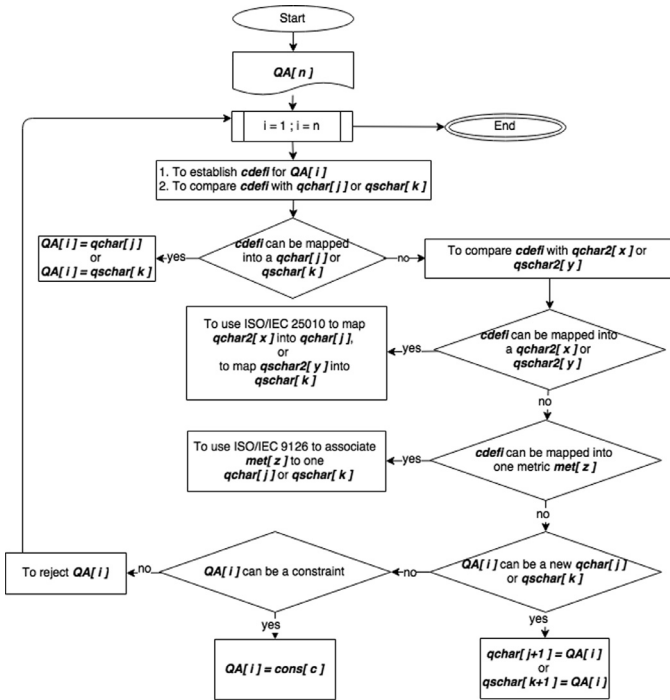 Start
QA[ n ]
i = 1 ; i = n
End
1. To establish cdefi for QA[ i ]
2. To compare cdefi with qchar[ j ] or qschar[ k ]
cdefi can be mapped
into a qchar[ j ] or
qschar[ k ]
yes
QA[ i ] = qchar[ j ]
or
QA[ i ] = qschar[ k ]
no
To compare cdefi with qchar2[ x ] or
qschar2[ y ]
cdefi can be mapped into
a qchar2[ x ] or
qschar2[ y ]
yes
To use ISO/IEC 25010 to map
qchar2[ x ] into qchar[ j ],
or
to map qschar2[ y ] into
qschar[ k ]
no
cdefi can be mapped into
one metric met[ z ]
yes
To use ISO/IEC 9126 to associate
met[ z ] to one
qchar[ j ] or qschar[ k ]
no
QA[ i ] can be a new qchar[ j ]
or qschar[ k ]
no
QA[ i ] can be a constraint
no
To reject QA[ i ]
yes
QA[ i ] = cons[ c ]
yes
qchar[ j+1 ] = QA[ i ]
or
qschar[ k+1 ] = QA[ i ]